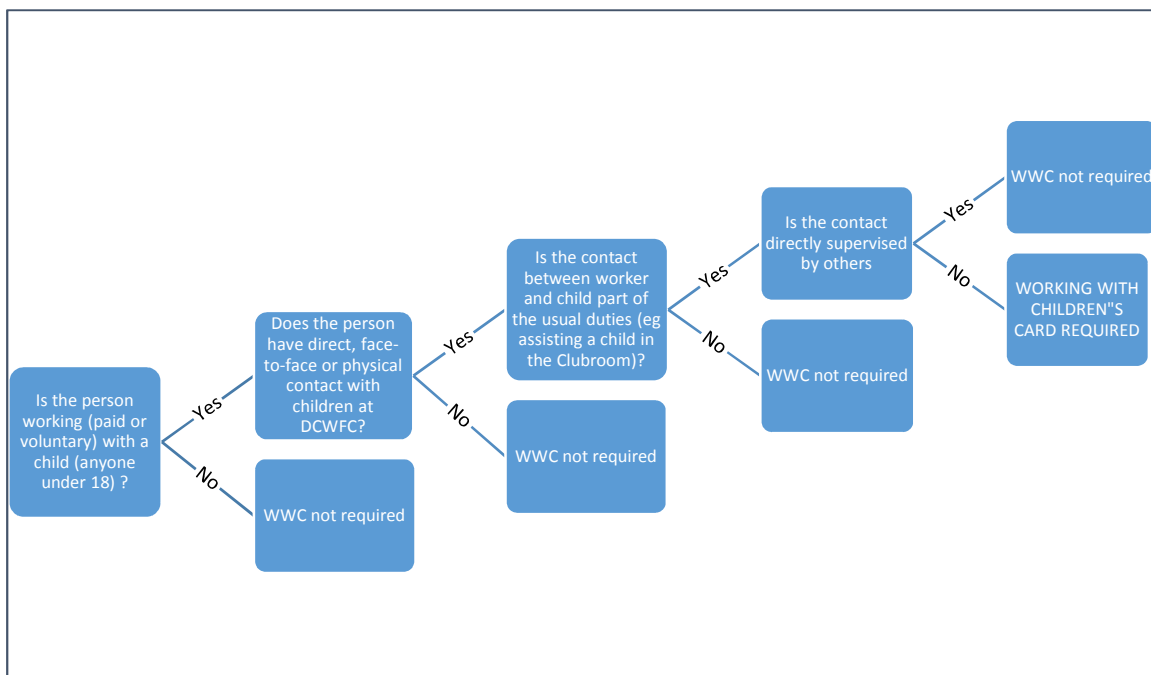 Is the person
working (paid or
voluntary) with a
child (anyone
under 18) ?
Yes
No
Does the person
have direct, face-
to-face or physical
contact with
children at
DCWFC?
WWC not required
Yes
No
Is the contact
between worker
and child part of
the usual duties (eg
assisting a child in
the Clubroom)?
WWC not required
Yes
No
Is the contact
directly supervised
by others
WWC not required
Yes
No
WWC not required
WORKING WITH
CHILDREN"S
CARD REQUIRED